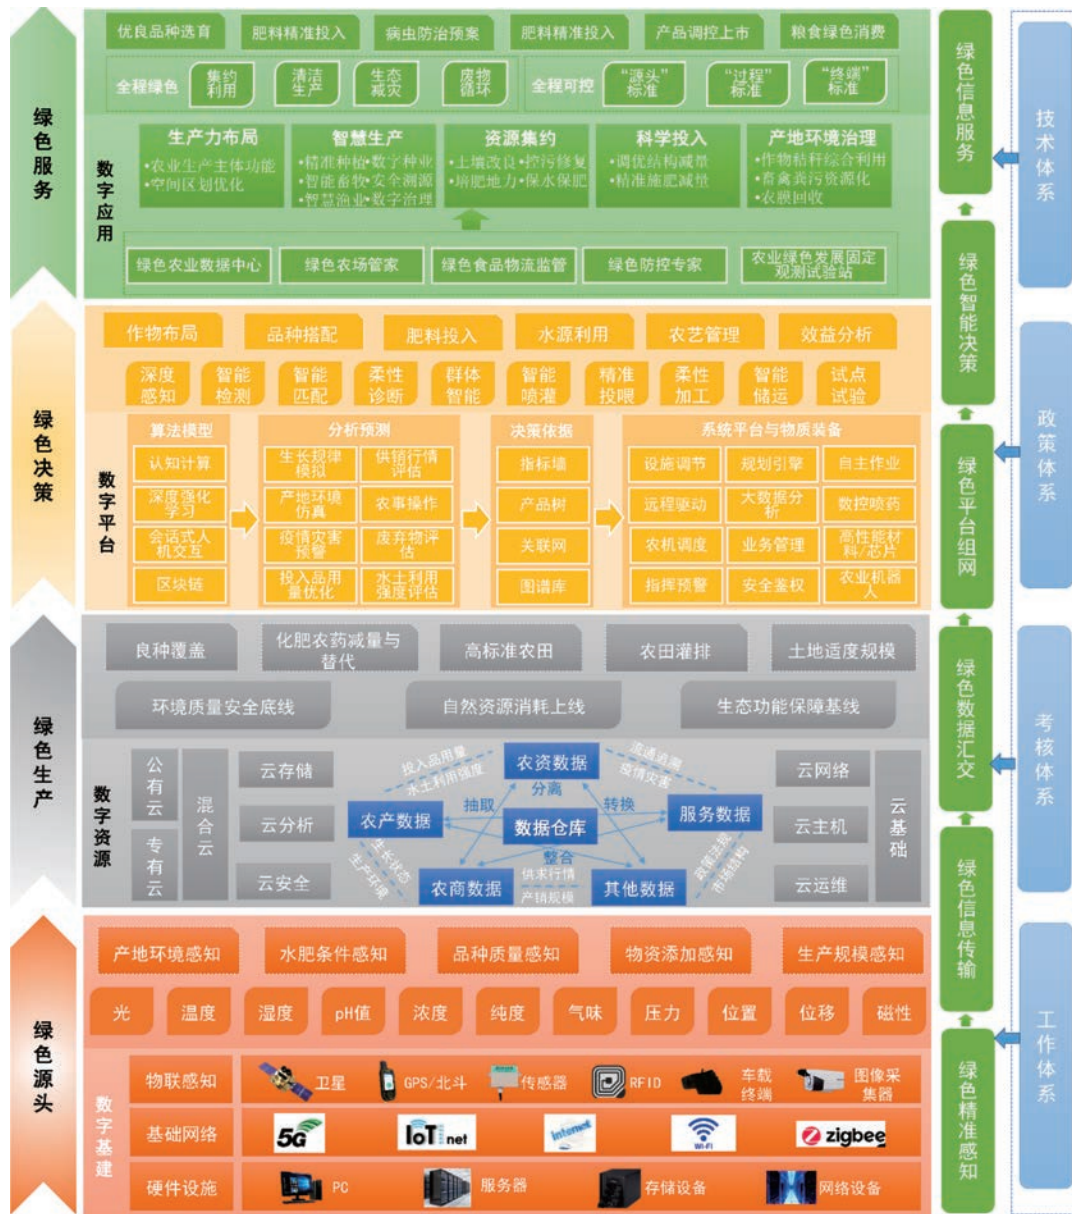 绿色服务
优良品种选育
肥料精准投入
病虫防治预案
肥料精准投入
产品调控上市
粮食绿色消费
全程绿色
集约
利用
清洁
生产
生态
减灾
废物
循环
全程可控
“源头”
标准
“过程”
标准
“终端”
标准
数字应用
生产力布局
•农业生产主体功能
•空间区划优化
智慧生产
•精准种植•数字种业
•智能畜牧•安全溯源
•智慧渔业•数字治理
资源集约
•土壤改良•控污修复
•培肥地力•保水保肥
科学投入
•调优结构减量
•精准施肥减量
产地环境治理
•作物秸秆综合利用
•畜禽粪污资源化
•农膜回收
绿色农业数据中心
绿色农场管家
绿色食品物流监管
绿色防控专家
农业绿色发展固定
观测试验站
绿色决策
作物布局
品种搭配
肥料投入
水源利用
农艺管理
效益分析
深度
感知
智能
检测
智能
匹配
柔性
诊断
群体
智能
智能
喷灌
精准
投喂
柔性
加工
智能
储运
试点
试验
数字平台
算法模型
认知计算
深度强化
学习
会话式人
机交互
区块链
分析预测
生长规律
模拟
供销行情
评估
产地环境
仿真
农事操作
疫情灾害
预警
废弃物评
估
投入品用
量优化
水土利用
强度评估
决策依据
指标墙
产品树
关联网
图谱库
系统平台与物质装备
设施调节
规划引擎
自主作业
远程驱动
大数据分
析
数控喷药
农机调度
业务管理
高性能材
料/芯片
指挥预警
安全鉴权
农业机器
人
绿色生产
良种覆盖
化肥农药减量与
替代
高标准农田
农田灌排
土地适度规模
环境质量安全底线
自然资源消耗上线
生态功能保障基线
数字资源
公有云
专有云
混合云
云存储
云分析
云安全
投入品用量
水土利用强度
农资数据
流通追溯
疫情灾害
分离
抽取
转换
农产数据
数据仓库
服务数据
整合
生长状态
生产环境
农商数据
供求行情
产销规模
其他数据
政策法规
市场结构
云网络
云主机
云运维
云基础
绿色源头
产地环境感知
水肥条件感知
品种质量感知
物资添加感知
生产规模感知
光
温度
湿度
pH值
浓度
纯度
气味
压力
位置
位移
磁性
数字基建
物联感知
卫星
GPS/北斗
传感器
RFID
车载
终端
图像采
集器
基础网络
5G
IoT net
Internet
Wi-Fi
zigbee
硬件设施
PC
服务器
存储设备
网络设备
绿色信息服务
绿色智能决策
绿色平台组网
绿色数据汇交
绿色信息传输
绿色精准感知
技术体系
政策体系
考核体系
工作体系